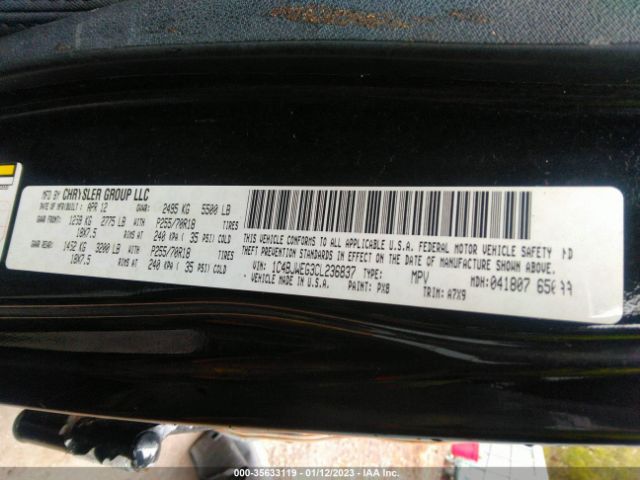 MFD BY CHRYSLER GROUP LLC
DATE OF MFR/BUILT: APR 12 GVWR: 2495 KG 5500 LB
GAWR FRONT: 1259 KG 2775 LB WITH P255/70R18 TIRES
18X7.5 RIMS AT 240 KPA ( 35 PSI) COLD
GAWR REAR: 1452 KG 3200 LB WITH P255/70R18 TIRES
18X7.5 RIMS AT 240 KPA ( 35 PSI) COLD
THIS VEHICLE CONFORMS TO ALL APPLICABLE U.S.A. FEDERAL MOTOR VEHICLE SAFETY
THEFT PREVENTION STANDARDS IN EFFECT ON THE DATE OF MANUFACTURE SHOWN ABOVE.
VIN: 1C4BJWEG3CL236837 TYPE: MPV MDH: 041807
VEHICLE MADE IN U.S.A. PAINT: PX8 TRIM: A7X9
000-35633119 | 01/12/2023 | IAA Inc.